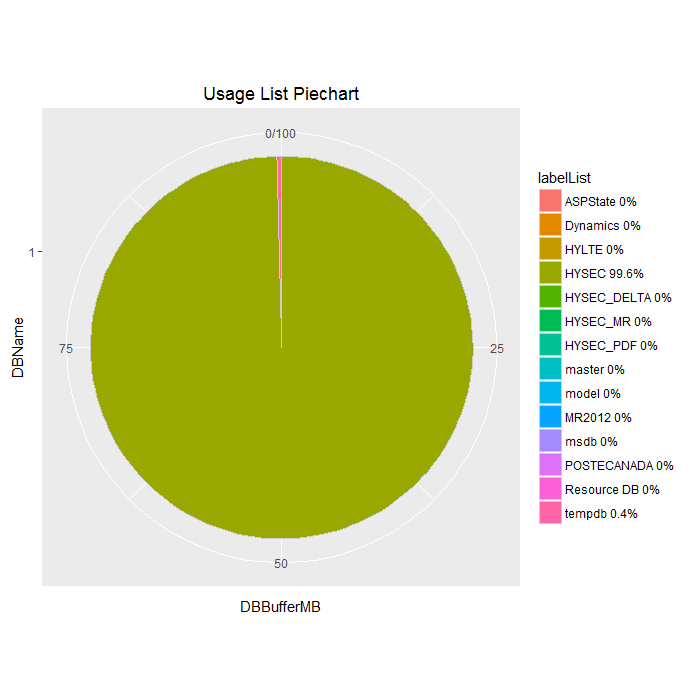 Usage List Piechart
0/100
labelList
ASPState 0%
Dynamics 0%
HYLTE 0%
HYSEC 99.6%
HYSEC_DELTA 0%
HYSEC_MR 0%
HYSEC_PDF 0%
master 0%
model 0%
MR2012 0%
msdb 0%
POSTECANADA 0%
Resource DB 0%
tempdb 0.4%
1
DBName
75
25
50
DBBufferMB